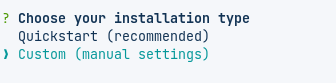 ? Choose your installation type
Quickstart (recommended)
❯ Custom (manual settings)